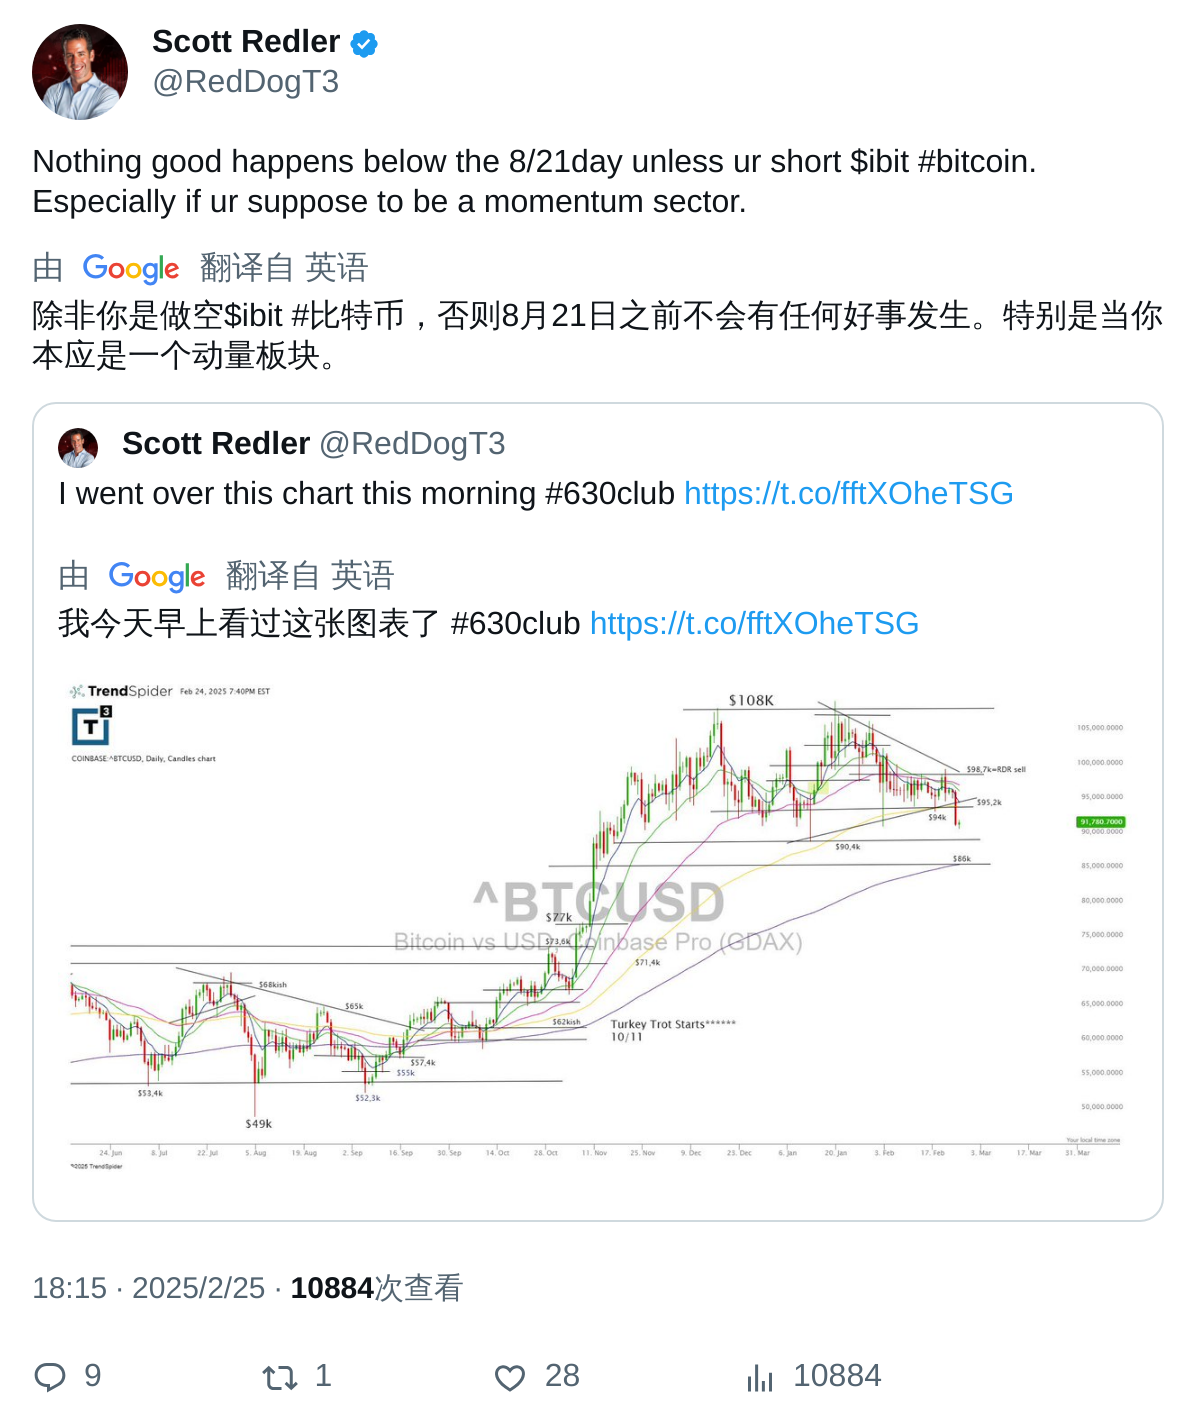 Scott Redler
@RedDogT3
Nothing good happens below the 8/21day unless ur short $ibit #bitcoin.
Especially if ur suppose to be a momentum sector.
由 Google 翻译自 英语
除非你是做空$ibit #比特币，否则8月21日之前不会有任何好事发生。特别是当你
本应是一个动量板块。
Scott Redler @RedDogT3
I went over this chart this morning #630club https://t.co/fftXOheTSG
由 Google 翻译自 英语
我今天早上看过这张图表了 #630club https://t.co/fftXOheTSG
TrendSpider Feb 24, 2025 7:40PM EST
T3
COINBASE:^BTCUSD, Daily, Candles chart
$108K
105,000.0000
100,000.0000
$98,7k=RDR sell
95,000.0000
$95,2k
$94k
91,780.7000
90,000.0000
$90,4k
$86k
85,000.0000
^BTCUSD
80,000.0000
$77k
75,000.0000
Bitcoin vs USD, Coinbase Pro (GDAX)
$73,6k
$71,4k
70,000.0000
$68kish
65,000.0000
$65k
$62kish
Turkey Trot Starts******
10/11
60,000.0000
$57,4k
55,000.0000
$55k
$53,4k
$52,3k
50,000.0000
$49k
Your local time zone
24. Jun 8. Jul 22. Jul 5. Aug 19. Aug 2. Sep 16. Sep 30. Sep 14. Oct 28. Oct 11. Nov 25. Nov 9. Dec 23. Dec 6. Jan 20. Jan 3. Feb 17. Feb 3. Mar 17. Mar 31. Mar
©2025 TrendSpider
18:15 · 2025/2/25 · 10884次查看
9 1 28 10884